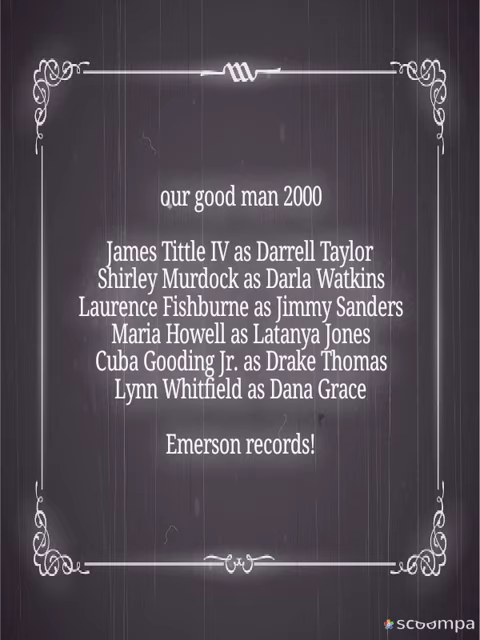 our good man 2000
James Tittle IV as Darrell Taylor
Shirley Murdock as Darla Watkins
Laurence Fishburne as Jimmy Sanders
Maria Howell as Latanya Jones
Cuba Gooding Jr. as Drake Thomas
Lynn Whitfield as Dana Grace
Emerson records!
scoompa